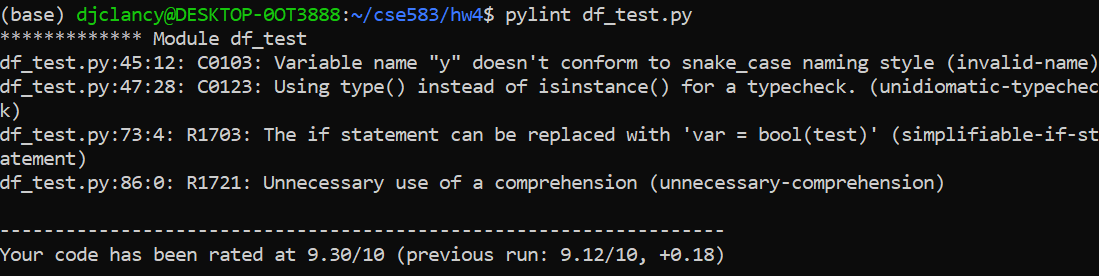 (base) djclancy@DESKTOP-0OT3888:~/cse583/hw4$ pylint df_test.py
************* Module df_test
df_test.py:45:12: C0103: Variable name "y" doesn't conform to snake_case naming style (invalid-name)
df_test.py:47:28: C0123: Using type() instead of isinstance() for a typecheck. (unidiomatic-typechec
k)
df_test.py:73:4: R1703: The if statement can be replaced with 'var = bool(test)' (simplifiable-if-st
atement)
df_test.py:86:0: R1721: Unnecessary use of a comprehension (unnecessary-comprehension)
------------------------------------------------------------------
Your code has been rated at 9.30/10 (previous run: 9.12/10, +0.18)